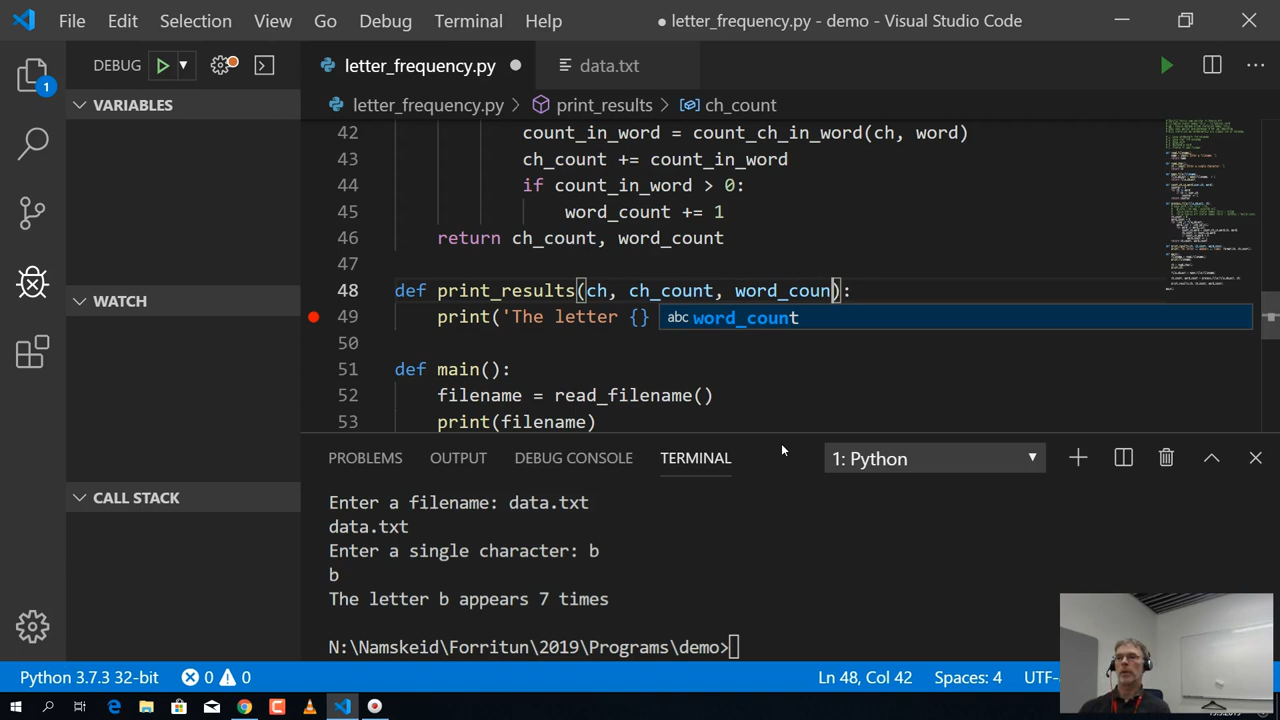 File Edit Selection View Go Debug Terminal Help ● letter_frequency.py - demo - Visual Studio Code
DEBUG
letter_frequency.py ● data.txt
VARIABLES
letter_frequency.py > print_results > ch_count
42 count_in_word = count_ch_in_word(ch, word)
43 ch_count += count_in_word
44 if count_in_word > 0:
45 word_count += 1
46 return ch_count, word_count
47
48 def print_results(ch, ch_count, word_coun):
49 print('The letter {}
abc word_count
50
51 def main():
52 filename = read_filename()
53 print(filename)
1
WATCH
CALL STACK
PROBLEMS OUTPUT DEBUG CONSOLE TERMINAL 1: Python
Enter a filename: data.txt
data.txt
Enter a single character: b
b
The letter b appears 7 times
N:\Namskeid\Forritun\2019\Programs\demo>
Python 3.7.3 32-bit 0 0 Ln 48, Col 42 Spaces: 4 UTF-